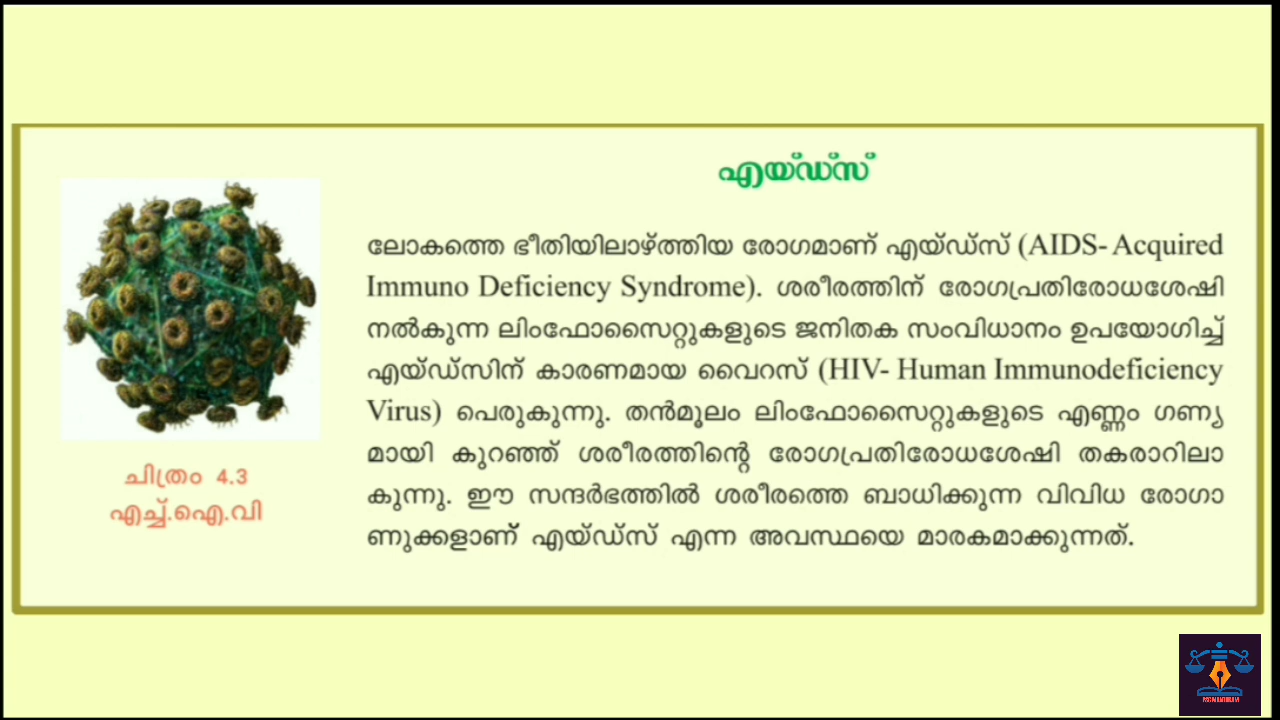 എയ്ഡ്സ്
ലോകത്തെ ഭീതിയിലാഴ്ത്തിയ രോഗമാണ് എയ്ഡ്സ് (AIDS- Acquired
Immuno Deficiency Syndrome). ശരീരത്തിന് രോഗപ്രതിരോധശേഷി
നൽകുന്ന ലിംഫോസൈറ്റുകളുടെ ജനിതക സംവിധാനം ഉപയോഗിച്ച്
എയ്ഡ്സിന് കാരണമായ വൈറസ് (HIV- Human Immunodeficiency
Virus) പെരുകുന്നു. തൻമൂലം ലിംഫോസൈറ്റുകളുടെ എണ്ണം ഗണ്യ
മായി കുറഞ്ഞ് ശരീരത്തിന്റെ രോഗപ്രതിരോധശേഷി തകരാറിലാ
കുന്നു. ഈ സന്ദർഭത്തിൽ ശരീരത്തെ ബാധിക്കുന്ന വിവിധ രോഗാ
ണുക്കളാണ് എയ്ഡ്സ് എന്ന അവസ്ഥയെ മാരകമാക്കുന്നത്.
ചിത്രം 4.3
എച്ച്.ഐ.വി